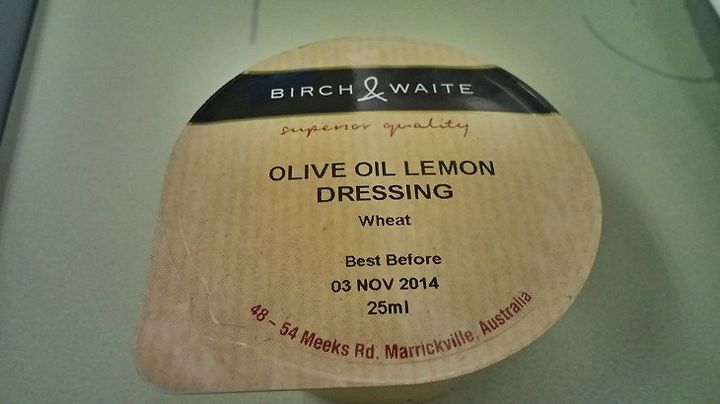 BIRCH & WAITE
superior quality
OLIVE OIL LEMON
DRESSING
Wheat
Best Before
03 NOV 2014
25ml
48 - 54 Meeks Rd, Marrickville, Australia